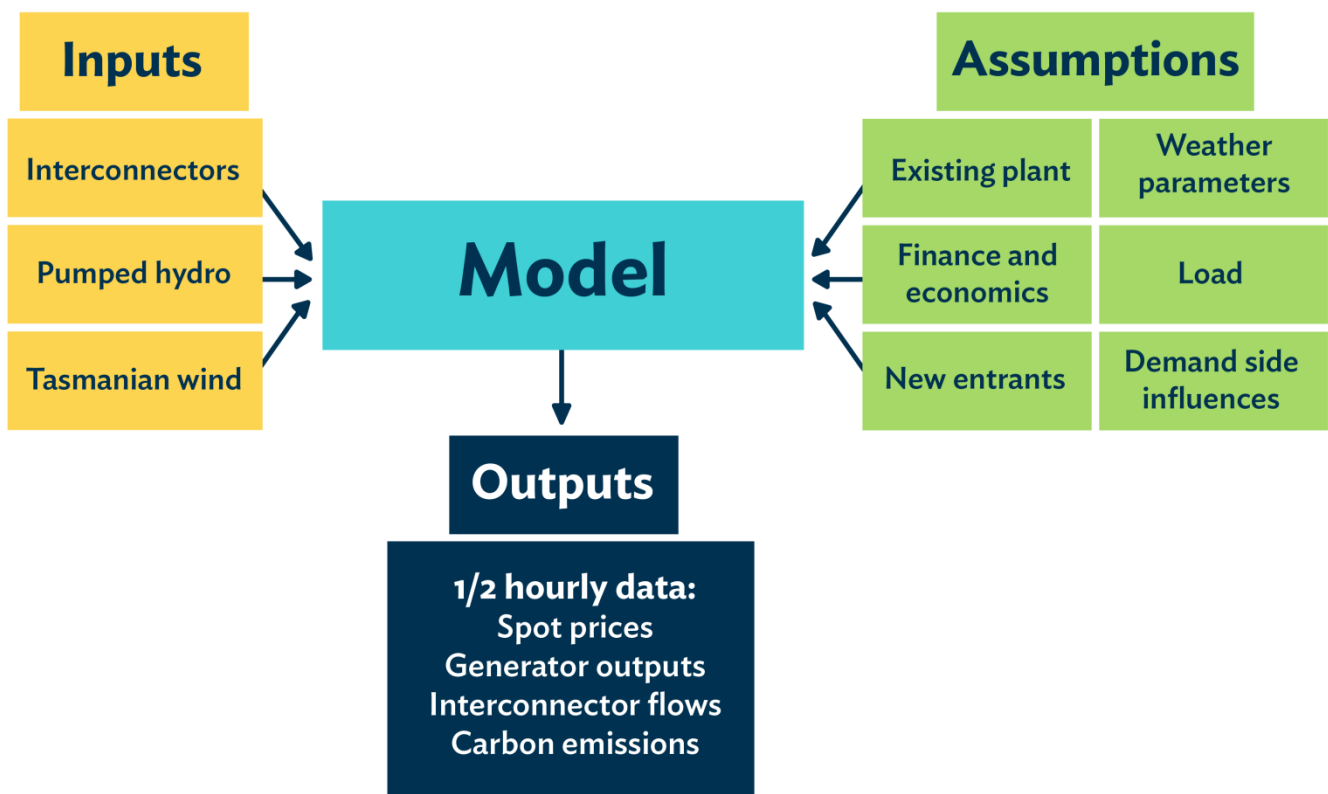 Inputs
Interconnectors
Pumped hydro
Tasmanian wind
Model
Assumptions
Existing plant
Weather
parameters
Finance and
economics
Load
New entrants
Demand side
influences
Outputs
1/2 hourly data:
Spot prices
Generator outputs
Interconnector flows
Carbon emissions